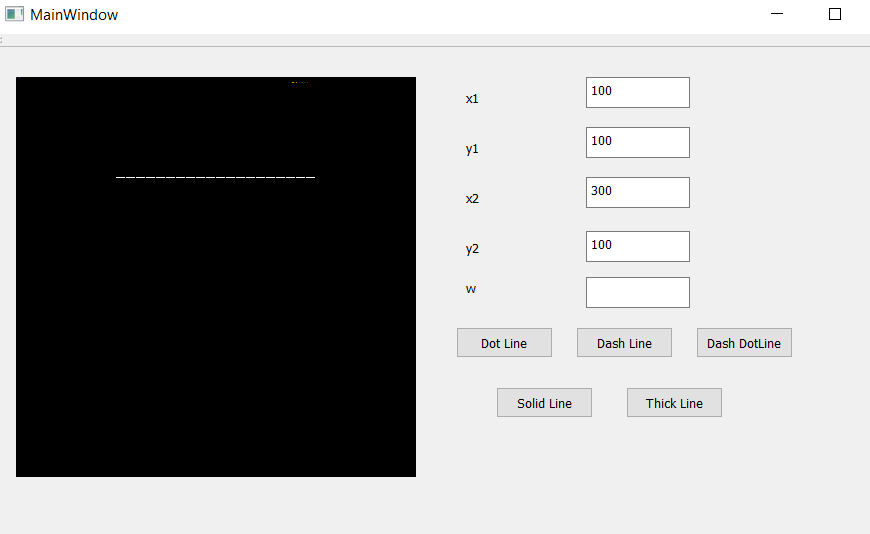 MainWindow
x1 100
y1 100
x2 300
y2 100
w
Dot Line Dash Line Dash DotLine
Solid Line Thick Line